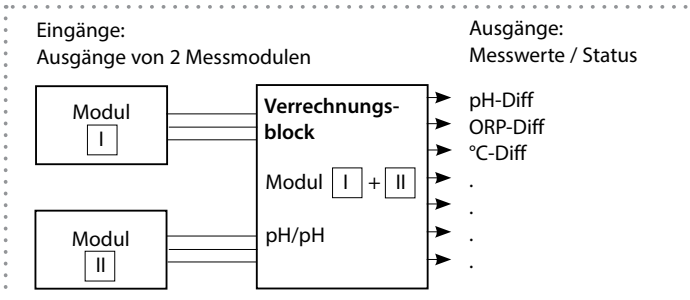 Eingänge:
Ausgänge von 2 Messmodulen
Ausgänge:
Messwerte / Status
Modul
I
Modul
II
Verrechnungs-
block
Modul I + II
pH/pH
pH-Diff
ORP-Diff
°C-Diff
.
.
.
.